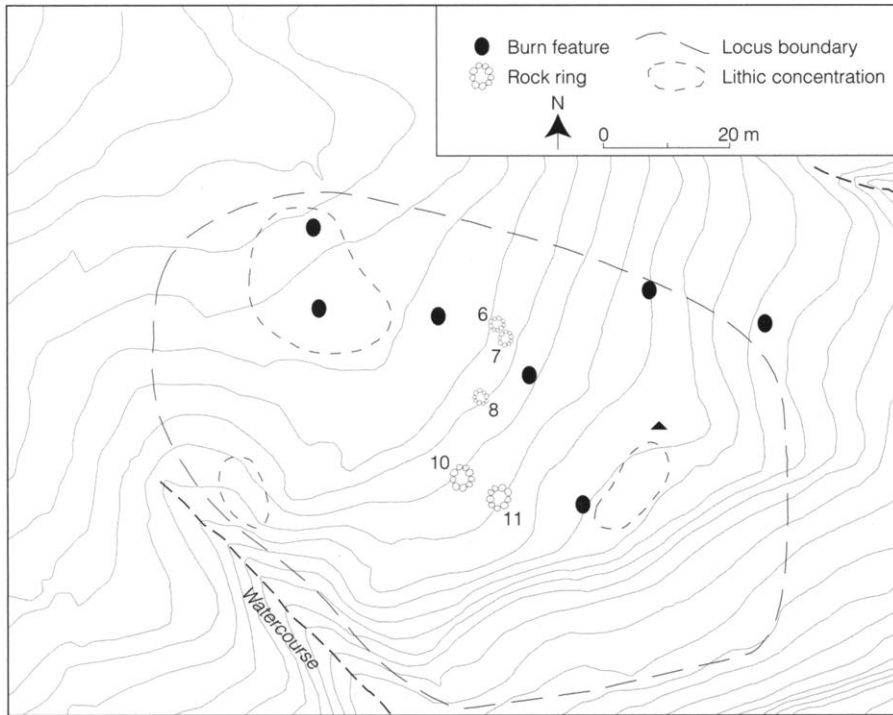 Burn feature
Locus boundary
Rock ring
Lithic concentration
N
0 20 m
6
7
8
10
11
Watercourse